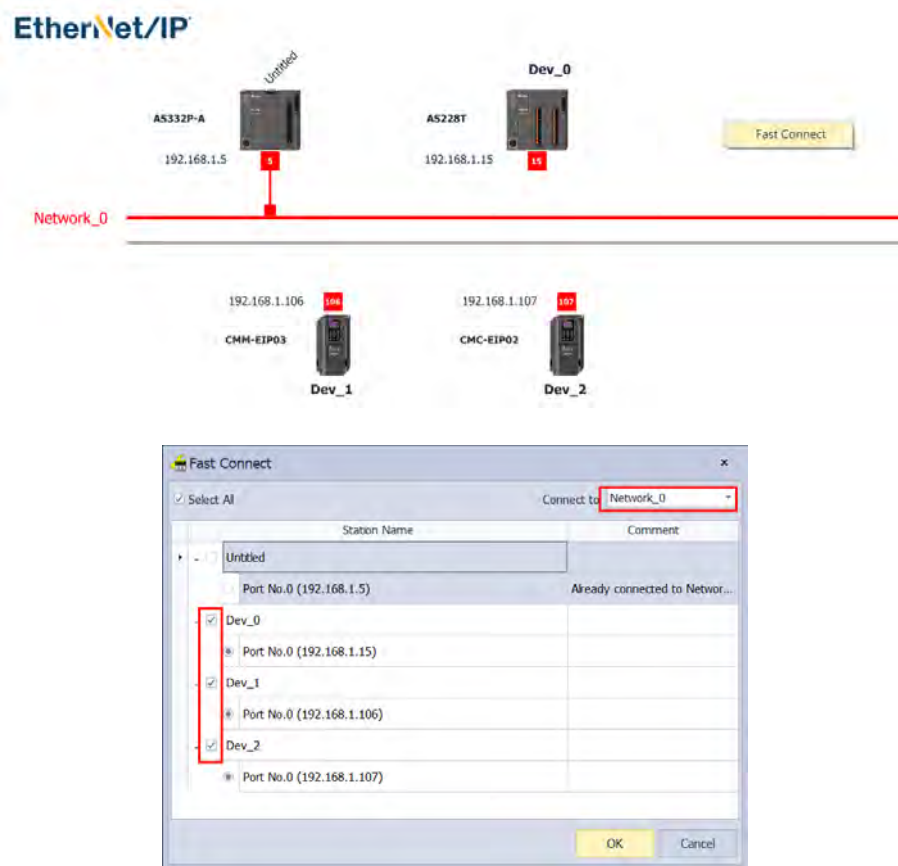 EtherNet/IP
Untitled
Dev_0
AS332P-A
AS228T
Fast Connect
192.168.1.5
5
192.168.1.15
15
Network_0
192.168.1.106
106
192.168.1.107
107
CMM-EIP03
CMC-EIP02
Dev_1
Dev_2
Fast Connect
x
Select All
Connect to
Network_0
Station Name
Comment
Untitled
Port No.0 (192.168.1.5)
Already connected to Networ...
Dev_0
Port No.0 (192.168.1.15)
Dev_1
Port No.0 (192.168.1.106)
Dev_2
Port No.0 (192.168.1.107)
OK
Cancel